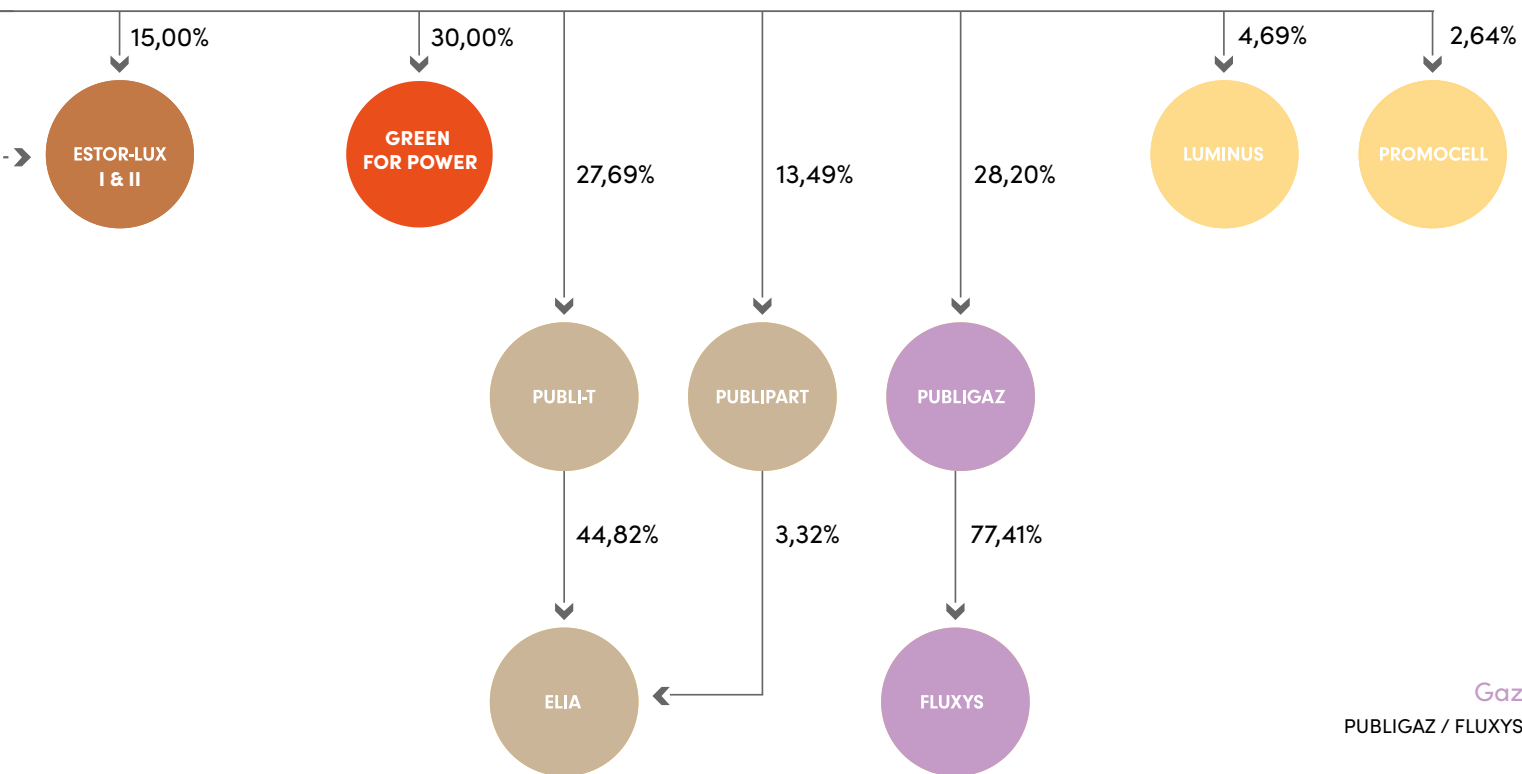 15,00%
30,00%
4,69%
2,64%
ESTOR-LUX
I & II
GREEN
FOR POWER
LUMINUS
PROMOCELL
27,69%
13,49%
28,20%
PUBLI-T
PUBLIPART
PUBLIGAZ
44,82%
3,32%
77,41%
ELIA
FLUXYS
Gaz
PUBLIGAZ / FLUXYS